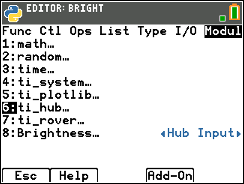 EDITOR: BRIGHT
Func Ctl Ops List Type I/O Modul
1:math…
2:random…
3:time…
4:ti_system…
5:ti_plotlib…
6:ti_hub…
7:ti_rover…
8:Brightness… ◂Hub Input▸
Esc Help Add-On